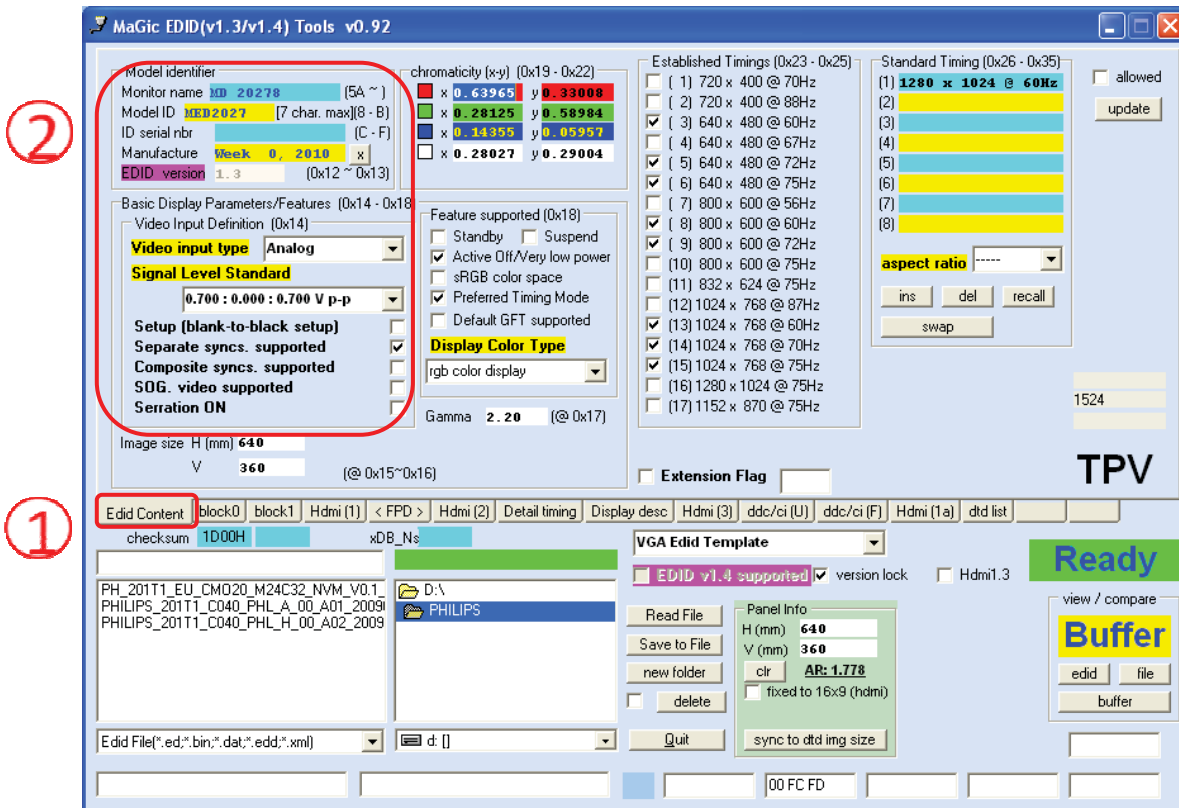 MaGic EDID(v1.3/v1.4) Tools v0.92
②
Model identifier
Monitor name MD 20278 (5A ~ )
Model ID MED2027 [7 char. max](8 - B)
ID serial nbr (C - F)
Manufacture Week 0, 2010 x
EDID version 1.3 (0x12 ~ 0x13)
chromaticity (x-y) (0x19 - 0x22)
x 0.63965 y 0.33008
x 0.28125 y 0.58984
x 0.14355 y 0.05957
x 0.28027 y 0.29004
Basic Display Parameters/Features (0x14 - 0x18
Video Input Definition (0x14)
Video input type Analog
Signal Level Standard
0.700 : 0.000 : 0.700 V p-p
Setup (blank-to-black setup)
Separate syncs. supported
Composite syncs. supported
SOG. video supported
Serration ON
Feature supported (0x18)
Standby Suspend
Active Off/Very low power
sRGB color space
Preferred Timing Mode
Default GFT supported
Display Color Type
rgb color display
Gamma 2.20 (@ 0x17)
Image size H (mm) 640
V 360 (@ 0x15~0x16)
Established Timings (0x23 - 0x25)
( 1) 720 x 400 @ 70Hz
( 2) 720 x 400 @ 88Hz
( 3) 640 x 480 @ 60Hz
( 4) 640 x 480 @ 67Hz
( 5) 640 x 480 @ 72Hz
( 6) 640 x 480 @ 75Hz
( 7) 800 x 600 @ 56Hz
( 8) 800 x 600 @ 60Hz
( 9) 800 x 600 @ 72Hz
(10) 800 x 600 @ 75Hz
(11) 832 x 624 @ 75Hz
(12) 1024 x 768 @ 87Hz
(13) 1024 x 768 @ 60Hz
(14) 1024 x 768 @ 70Hz
(15) 1024 x 768 @ 75Hz
(16) 1280 x 1024 @ 75Hz
(17) 1152 x 870 @ 75Hz
Extension Flag
Standard Timing (0x26 - 0x35)
(1) 1280 x 1024 @ 60Hz
(2)
(3)
(4)
(5)
(6)
(7)
(8)
aspect ratio -----
ins del recall
swap
allowed
update
1524
TPV
①
Edid Content block0 block1 Hdmi (1) < FPD > Hdmi (2) Detail timing Display desc Hdmi (3) ddc/ci (U) ddc/ci (F) Hdmi (1a) dtd list
checksum 1D00H xDB_Ns
PH_201T1_EU_CMO20_M24C32_NVM_V0.1_
PHILIPS_201T1_C040_PHL_A_00_A01_2009
PHILIPS_201T1_C040_PHL_H_00_A02_2009
Edid File(*.ed;*.bin;*.dat;*.edd;*.xml)
D:\
PHILIPS
d: []
VGA Edid Template
EDID v1.4 supported version lock Hdmi1.3
Read File
Save to File
new folder
delete
Quit
Panel Info
H (mm) 640
V (mm) 360
clr AR: 1.778
fixed to 16x9 (hdmi)
sync to dtd img size
Ready
view / compare
Buffer
edid file
buffer
00 FC FD